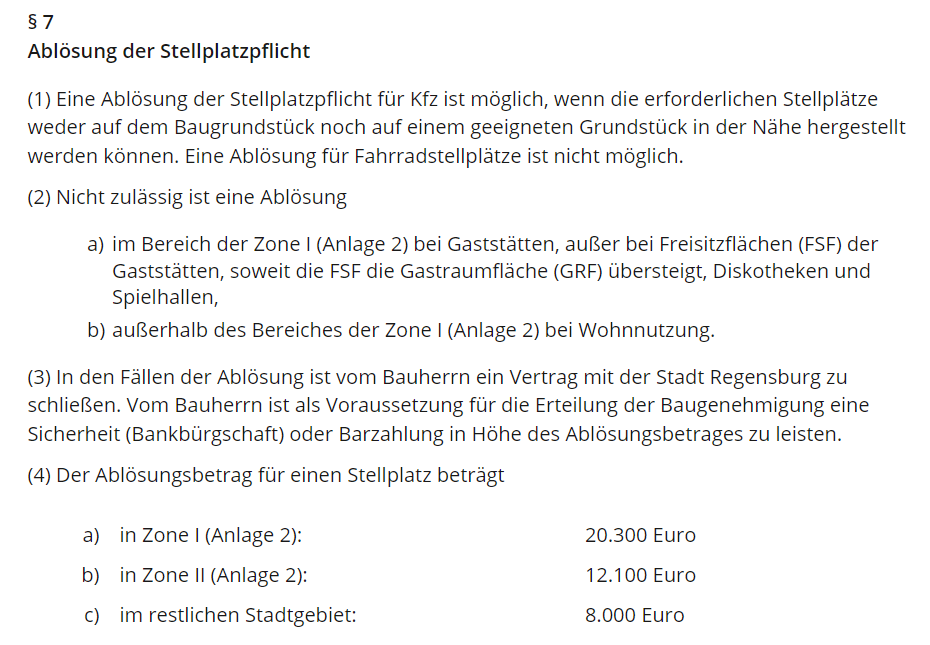 § 7
Ablösung der Stellplatzpflicht
(1) Eine Ablösung der Stellplatzpflicht für Kfz ist möglich, wenn die erforderlichen Stellplätze
weder auf dem Baugrundstück noch auf einem geeigneten Grundstück in der Nähe hergestellt
werden können. Eine Ablösung für Fahrradstellplätze ist nicht möglich.
(2) Nicht zulässig ist eine Ablösung
a) im Bereich der Zone I (Anlage 2) bei Gaststätten, außer bei Freisitzflächen (FSF) der
Gaststätten, soweit die FSF die Gastraumfläche (GRF) übersteigt, Diskotheken und
Spielhallen,
b) außerhalb des Bereiches der Zone I (Anlage 2) bei Wohnnutzung.
(3) In den Fällen der Ablösung ist vom Bauherrn ein Vertrag mit der Stadt Regensburg zu
schließen. Vom Bauherrn ist als Voraussetzung für die Erteilung der Baugenehmigung eine
Sicherheit (Bankbürgschaft) oder Barzahlung in Höhe des Ablösungsbetrages zu leisten.
(4) Der Ablösungsbetrag für einen Stellplatz beträgt
a) in Zone I (Anlage 2): 20.300 Euro
b) in Zone II (Anlage 2): 12.100 Euro
c) im restlichen Stadtgebiet: 8.000 Euro